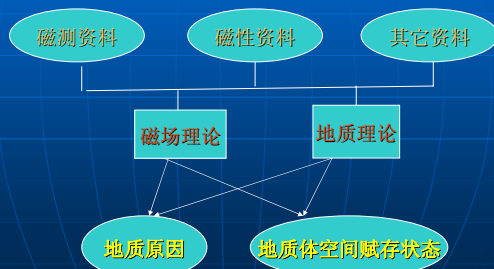 磁测资料
磁性资料
其它资料
磁场理论
地质理论
地质原因
地质体空间赋存状态